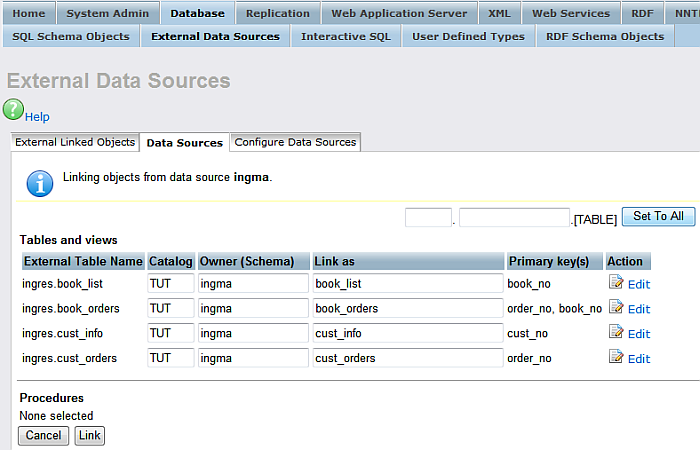 Home System Admin Database Replication Web Application Server XML Web Services RDF NNTP
SQL Schema Objects External Data Sources Interactive SQL User Defined Types RDF Schema Objects
External Data Sources
? Help
External Linked Objects Data Sources Configure Data Sources
i Linking objects from data source ingma.
. .[TABLE] Set To All
Tables and views
External Table Name Catalog Owner (Schema) Link as Primary key(s) Action
ingres.book_list TUT ingma book_list book_no Edit
ingres.book_orders TUT ingma book_orders order_no, book_no Edit
ingres.cust_info TUT ingma cust_info cust_no Edit
ingres.cust_orders TUT ingma cust_orders order_no Edit
Procedures
None selected
Cancel Link